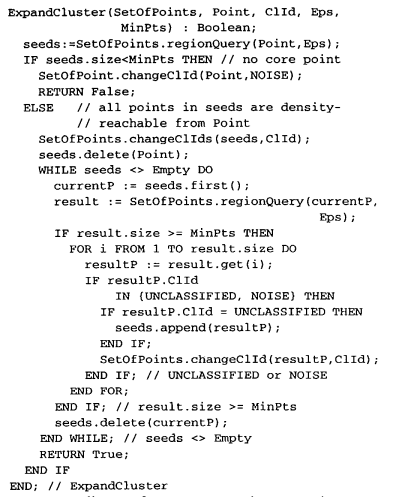 ExpandCluster(SetOfPoints, Point, ClId, Eps,
MinPts) : Boolean;
seeds:=SetOfPoints.regionQuery(Point,Eps);
IF seeds.size<MinPts THEN // no core point
SetOfPoint.changeClId(Point,NOISE);
RETURN False;
ELSE // all points in seeds are density-
// reachable from Point
SetOfPoints.changeClIds(seeds,ClId);
seeds.delete(Point);
WHILE seeds <> Empty DO
currentP := seeds.first();
result := SetOfPoints.regionQuery(currentP,
Eps);
IF result.size >= MinPts THEN
FOR i FROM 1 TO result.size DO
resultP := result.get(i);
IF resultP.ClId
IN {UNCLASSIFIED, NOISE} THEN
IF resultP.ClId = UNCLASSIFIED THEN
seeds.append(resultP);
END IF;
SetOfPoints.changeClId(resultP,ClId);
END IF; // UNCLASSIFIED or NOISE
END FOR;
END IF; // result.size >= MinPts
seeds.delete(currentP);
END WHILE; // seeds <> Empty
RETURN True;
END IF
END; // ExpandCluster